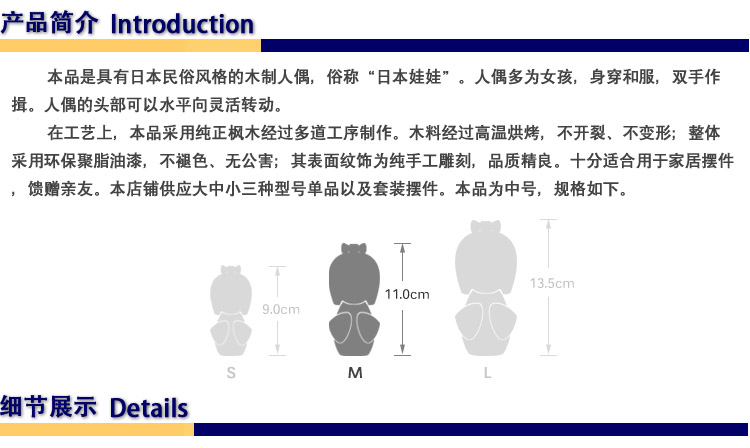 产品简介 Introduction
本品是具有日本民俗风格的木制人偶，俗称“日本娃娃”。人偶多为女孩，身穿和服，双手作
揖。人偶的头部可以水平向灵活转动。
在工艺上，本品采用纯正枫木经过多道工序制作。木料经过高温烘烤，不开裂、不变形；整体
采用环保聚脂油漆，不褪色、无公害；其表面纹饰为纯手工雕刻，品质精良。十分适合用于家居摆件
，馈赠亲友。本店铺供应大中小三种型号单品以及套装摆件。本品为中号，规格如下。
9.0cm
11.0cm
13.5cm
S
M
L
细节展示 Details